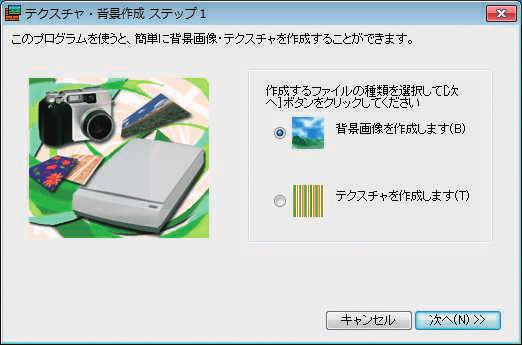 テクスチャ・背景作成 ステップ1
このプログラムを使うと、簡単に背景画像・テクスチャを作成することができます。
作成するファイルの種類を選択して[次
へ]ボタンをクリックしてください
背景画像を作成します(B)
テクスチャを作成します(T)
キャンセル
次へ(N) >>